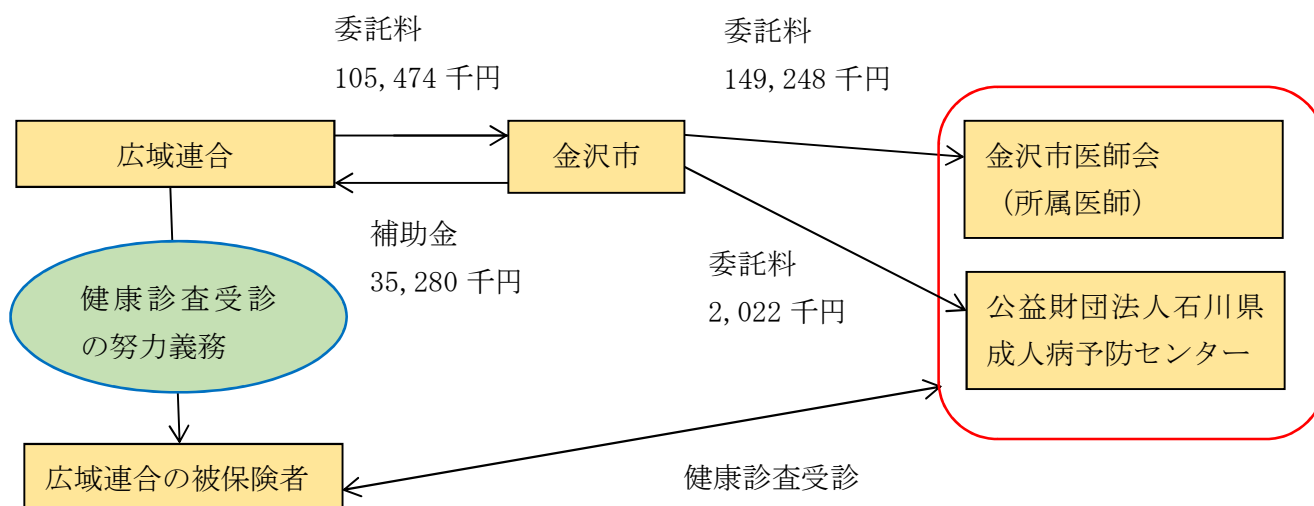 委託料
105,474 千円
委託料
149,248 千円
広域連合
金沢市
金沢市医師会
（所属医師）
補助金
35,280 千円
委託料
2,022 千円
健康診査受診
の努力義務
公益財団法人石川県
成人病予防センター
広域連合の被保険者
健康診査受診